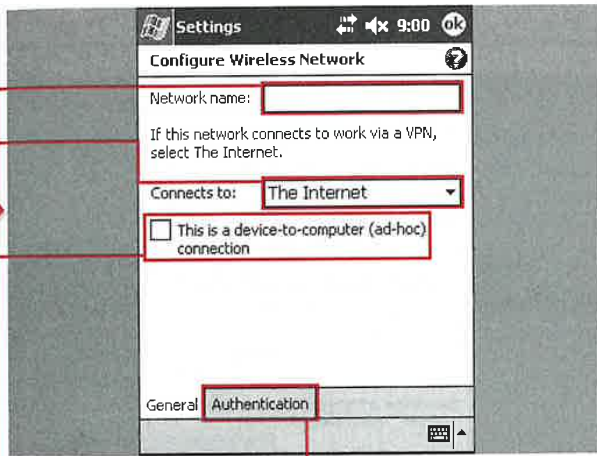 Settings 9:00 ok
Configure Wireless Network ?
Network name:
If this network connects to work via a VPN,
select The Internet.
Connects to: The Internet
This is a device-to-computer (ad-hoc)
connection
General Authentication